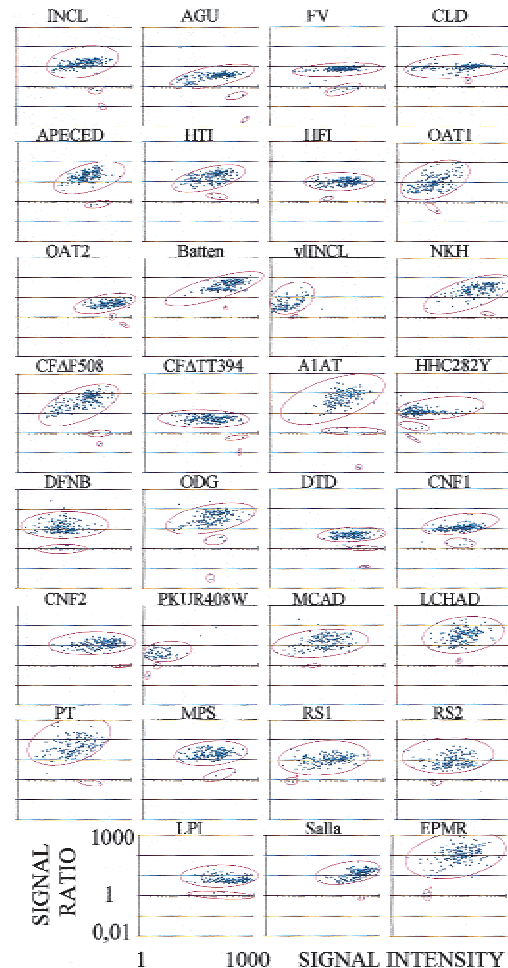 INCL AGU FV CLD
APECED HTI HFI OAT1
OAT2 Batten vlINCL NKH
CFΔF508 CFΔTT394 A1AT HHC282Y
DFNB ODG DTD CNF1
CNF2 PKUR408W MCAD LCHAD
PT MPS RS1 RS2
LPI Salla EPMR
SIGNAL
RATIO
1000
1
0,01
1 1000 SIGNAL INTENSITY